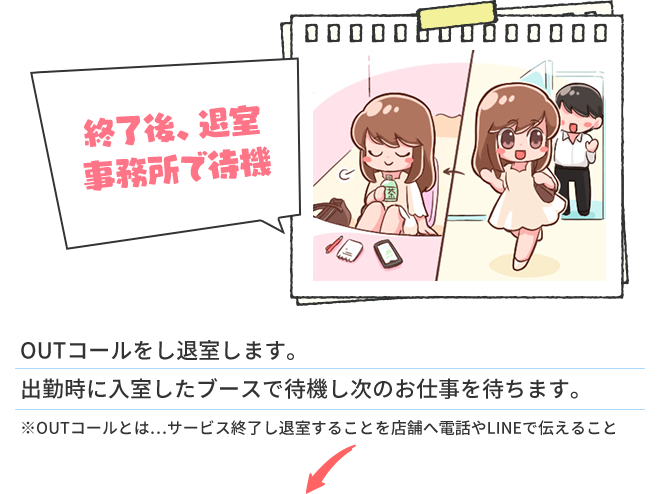 終了後、退室
事務所で待機
OUTコールをし退室します。
出勤時に入室したブースで待機し次のお仕事を待ちます。
※OUTコールとは…サービス終了し退室することを店舗へ電話やLINEで伝えること